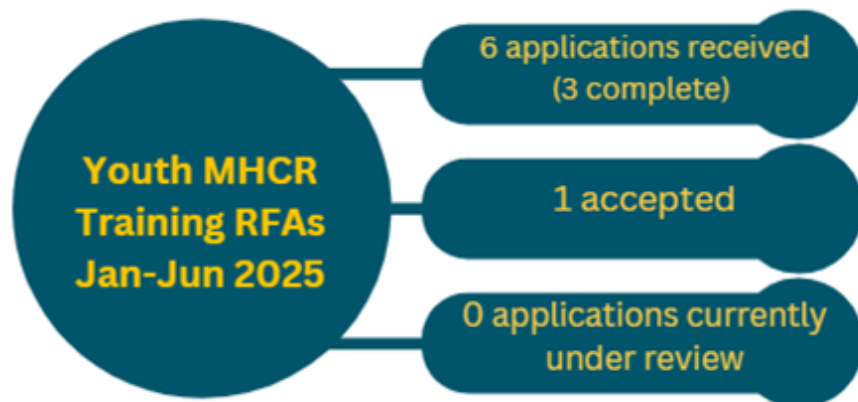 Youth MHCR
Training RFAs
Jan-Jun 2025
6 applications received
(3 complete)
1 accepted
0 applications currently
under review